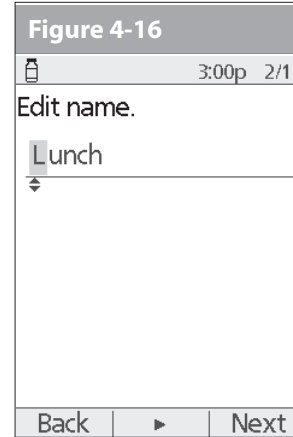 Figure 4-16
3:00p 2/1
Edit name.
Lunch
Back ► Next